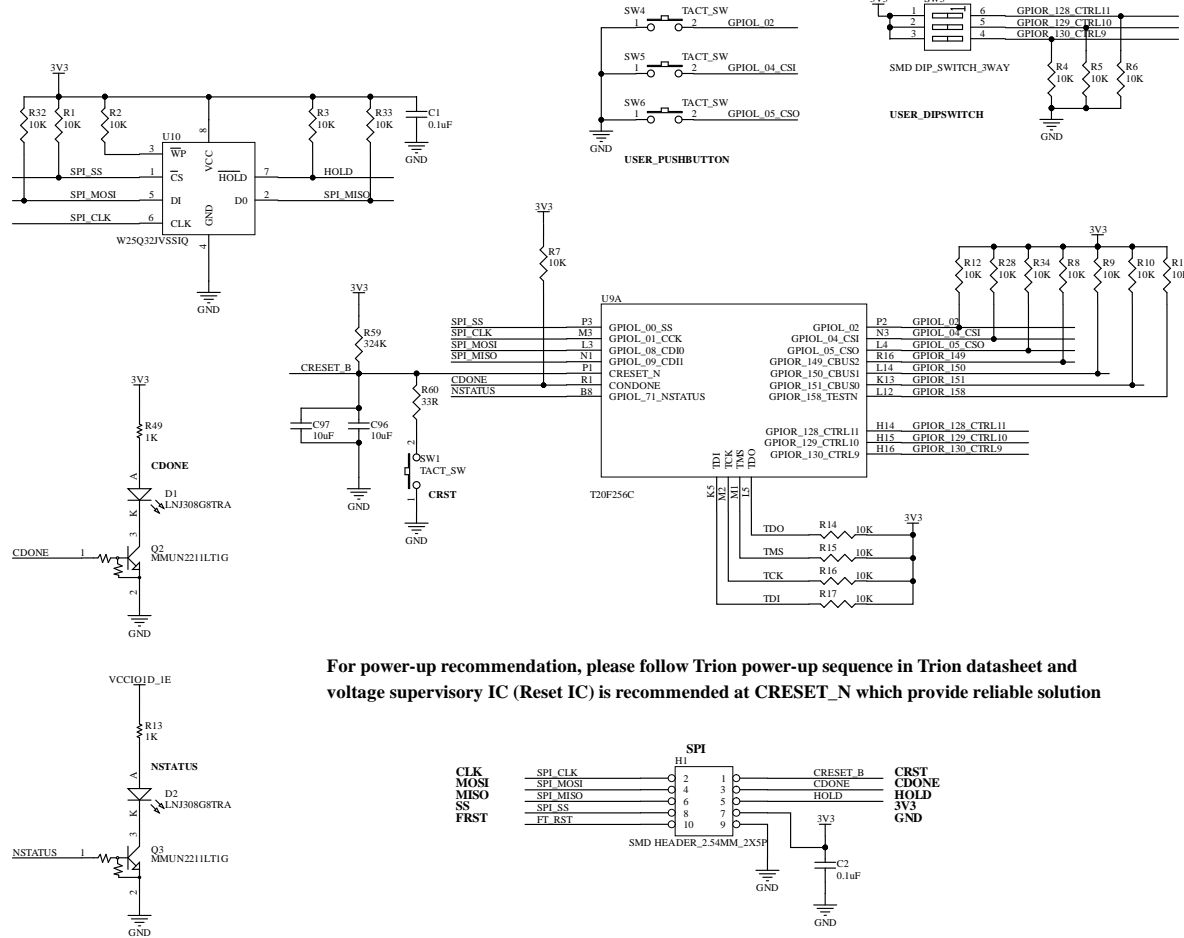 SW4 TACT_SW
1 2 GPIOL_02
SW5 TACT_SW
1 2 GPIOL_04_CSI
SW6 TACT_SW
1 2 GPIOL_05_CSO
GND
USER_PUSHBUTTON
1 6 GPIOR_128_CTRL11
2 5 GPIOR_129_CTRL10
3 4 GPIOR_130_CTRL9
SMD DIP_SWITCH_3WAY
R4 10K
R5 10K
R6 10K
GND
USER_DIPSWITCH
3V3
R32 10K
R1 10K
R2 10K
R3 10K
R33 10K
C1 0.1uF
GND
U10
8 VCC
3 WP
SPI_SS 1 CS
HOLD 7 HOLD
SPI_MOSI 5 DI
D0 2 SPI_MISO
SPI_CLK 6 CLK
GND 4
W25Q32JVSSIQ
GND
3V3
R7 10K
3V3
R59 324K
CRESET_B
R60 33R
C97 10uF
C96 10uF
GND
2
SW1 TACT_SW
1
CRST
GND
U9A
SPI_SS P3 GPIOL_00_SS
SPI_CLK M3 GPIOL_01_CCK
SPI_MOSI L3 GPIOL_08_CDI0
SPI_MISO N1 GPIOL_09_CDI1
P1 CRESET_N
CDONE R1 CONDONE
NSTATUS B8 GPIOL_71_NSTATUS
GPIOL_02 P2 GPIOL_02
GPIOL_04_CSI N3 GPIOL_04_CSI
GPIOL_05_CSO L4 GPIOL_05_CSO
GPIOR_149_CBUS2 R16 GPIOR_149
GPIOR_150_CBUS1 L14 GPIOR_150
GPIOR_151_CBUS0 K13 GPIOR_151
GPIOR_158_TESTN L12 GPIOR_158
GPIOR_128_CTRL11 H14 GPIOR_128_CTRL11
GPIOR_129_CTRL10 H15 GPIOR_129_CTRL10
GPIOR_130_CTRL9 H16 GPIOR_130_CTRL9
TDI TCK TMS TDO
K5 M2 M1 L5
T20F256C
3V3
R12 10K
R28 10K
R34 10K
R8 10K
R9 10K
R10 10K
3V3
TDO R14 10K
TMS R15 10K
TCK R16 10K
TDI R17 10K
3V3
R49 1K
CDONE
A
D1
LNJ308G8TRA
K
3
CDONE 1
Q2
MMUN2211LT1G
2
GND
For power-up recommendation, please follow Trion power-up sequence in Trion datasheet and
voltage supervisory IC (Reset IC) is recommended at CRESET_N which provide reliable solution
VCCIO1D_1E
R13 1K
NSTATUS
A
D2
LNJ308G8TRA
K
3
NSTATUS 1
Q3
MMUN2211LT1G
2
GND
SPI
H1
CLK SPI_CLK 2 1 CRESET_B CRST
MOSI SPI_MOSI 4 3 CDONE CDONE
MISO SPI_MISO 6 5 HOLD HOLD
SS SPI_SS 8 7 3V3
FRST FT_RST 10 9 GND
SMD HEADER_2.54MM_2X5P
3V3
GND
C2 0.1uF
GND